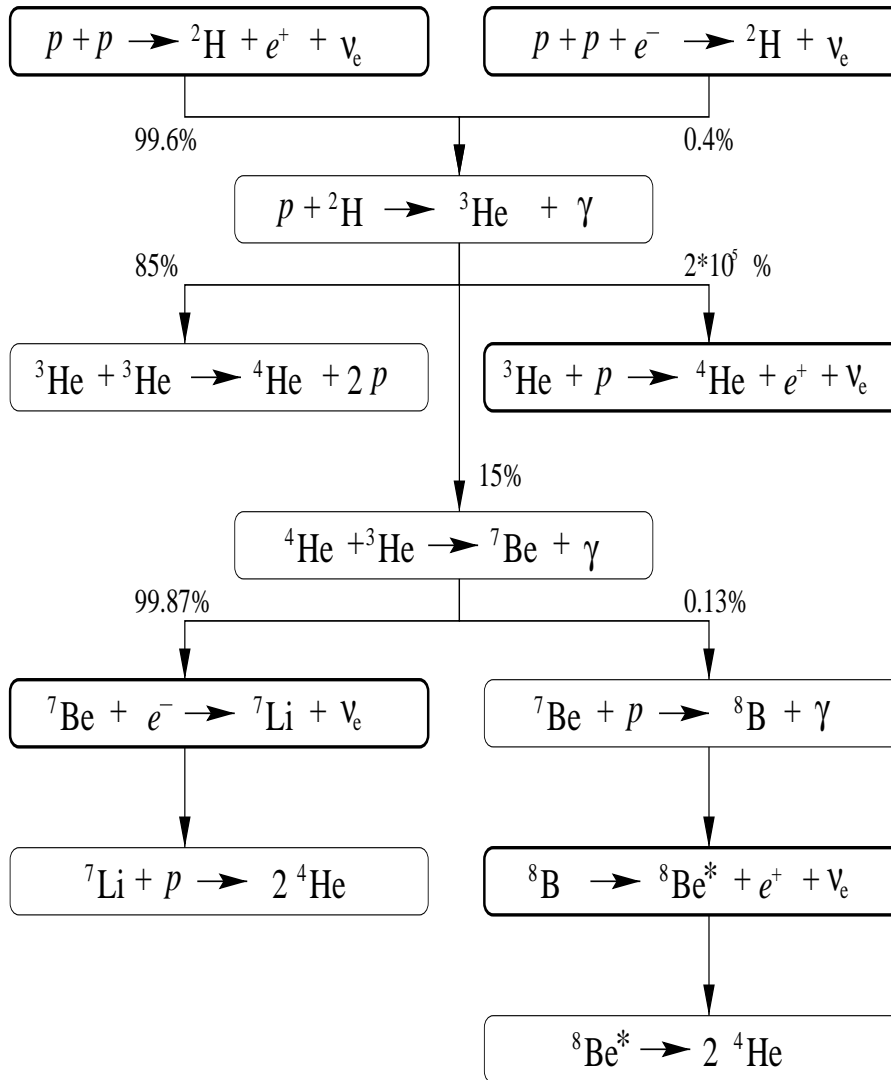 p + p → ²H + e⁺ + νₑ
p + p + e⁻ → ²H + νₑ
99.6%
0.4%
p + ²H → ³He + γ
85%
2*10⁵ %
³He + ³He → ⁴He + 2 p
³He + p → ⁴He + e⁺ + νₑ
15%
⁴He + ³He → ⁷Be + γ
99.87%
0.13%
⁷Be + e⁻ → ⁷Li + νₑ
⁷Be + p → ⁸B + γ
⁷Li + p → 2 ⁴He
⁸B → ⁸Be* + e⁺ + νₑ
⁸Be* → 2 ⁴He